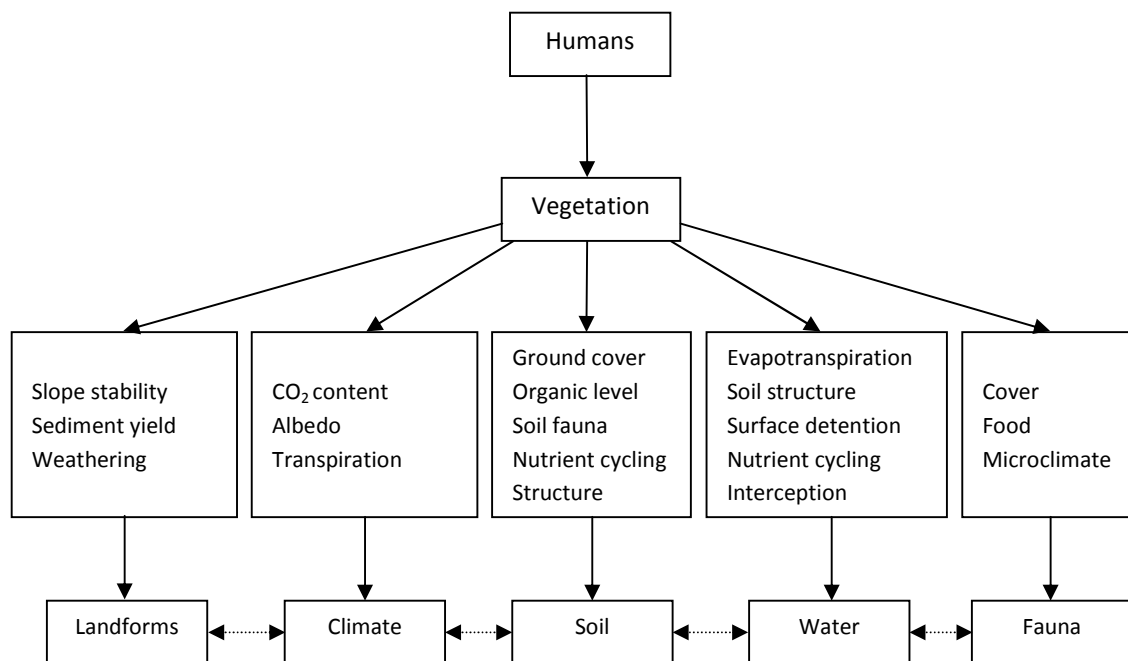 Humans
Vegetation
Slope stability
Sediment yield
Weathering
CO₂ content
Albedo
Transpiration
Ground cover
Organic level
Soil fauna
Nutrient cycling
Structure
Evapotranspiration
Soil structure
Surface detention
Nutrient cycling
Interception
Cover
Food
Microclimate
Landforms
Climate
Soil
Water
Fauna